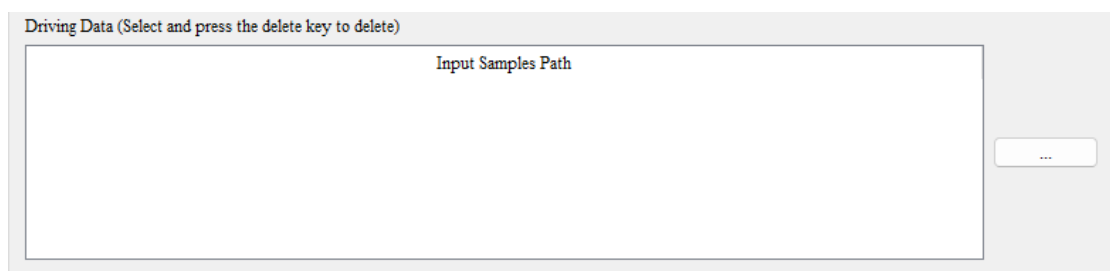 Driving Data (Select and press the delete key to delete)
Input Samples Path
...